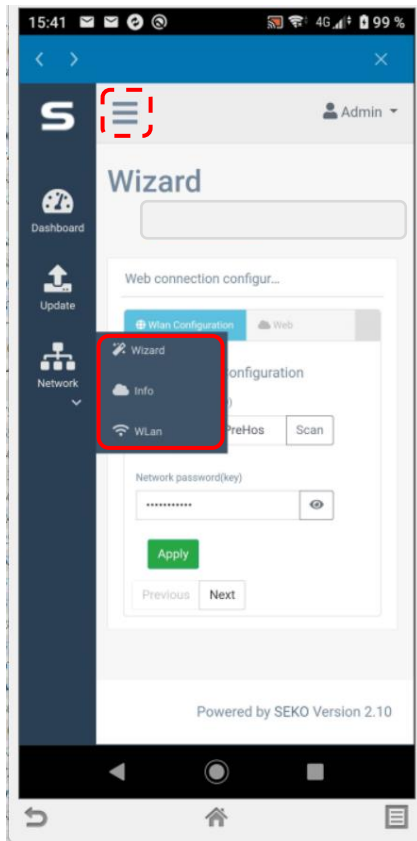 15:41 4G 99 %
S
Admin
Wizard
Dashboard
Web connection configur...
Update
Wlan Configuration Web
Wizard
Network
onfiguration
Info
)
WLan
PreHos Scan
Network password(key)
Apply
Previous Next
Powered by SEKO Version 2.10